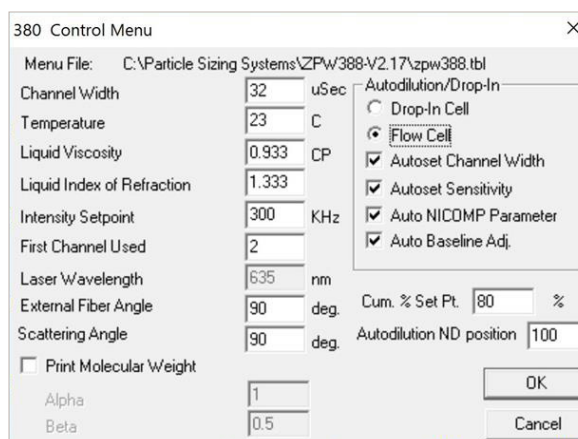 380 Control Menu
Menu File: C:\Particle Sizing Systems\ZPW388-V2.17\zpw388.tbl
Channel Width 32 uSec
Temperature 23 C
Liquid Viscosity 0.933 CP
Liquid Index of Refraction 1.333
Intensity Setpoint 300 KHz
First Channel Used 2
Laser Wavelength 635 nm
External Fiber Angle 90 deg.
Scattering Angle 90 deg.
Print Molecular Weight
Alpha 1
Beta 0.5
Autodilution/Drop-In
Drop-In Cell
Flow Cell
Autoset Channel Width
Autoset Sensitivity
Auto NICOMP Parameter
Auto Baseline Adj.
Cum. % Set Pt. 80 %
Autodilution ND position 100
OK
Cancel